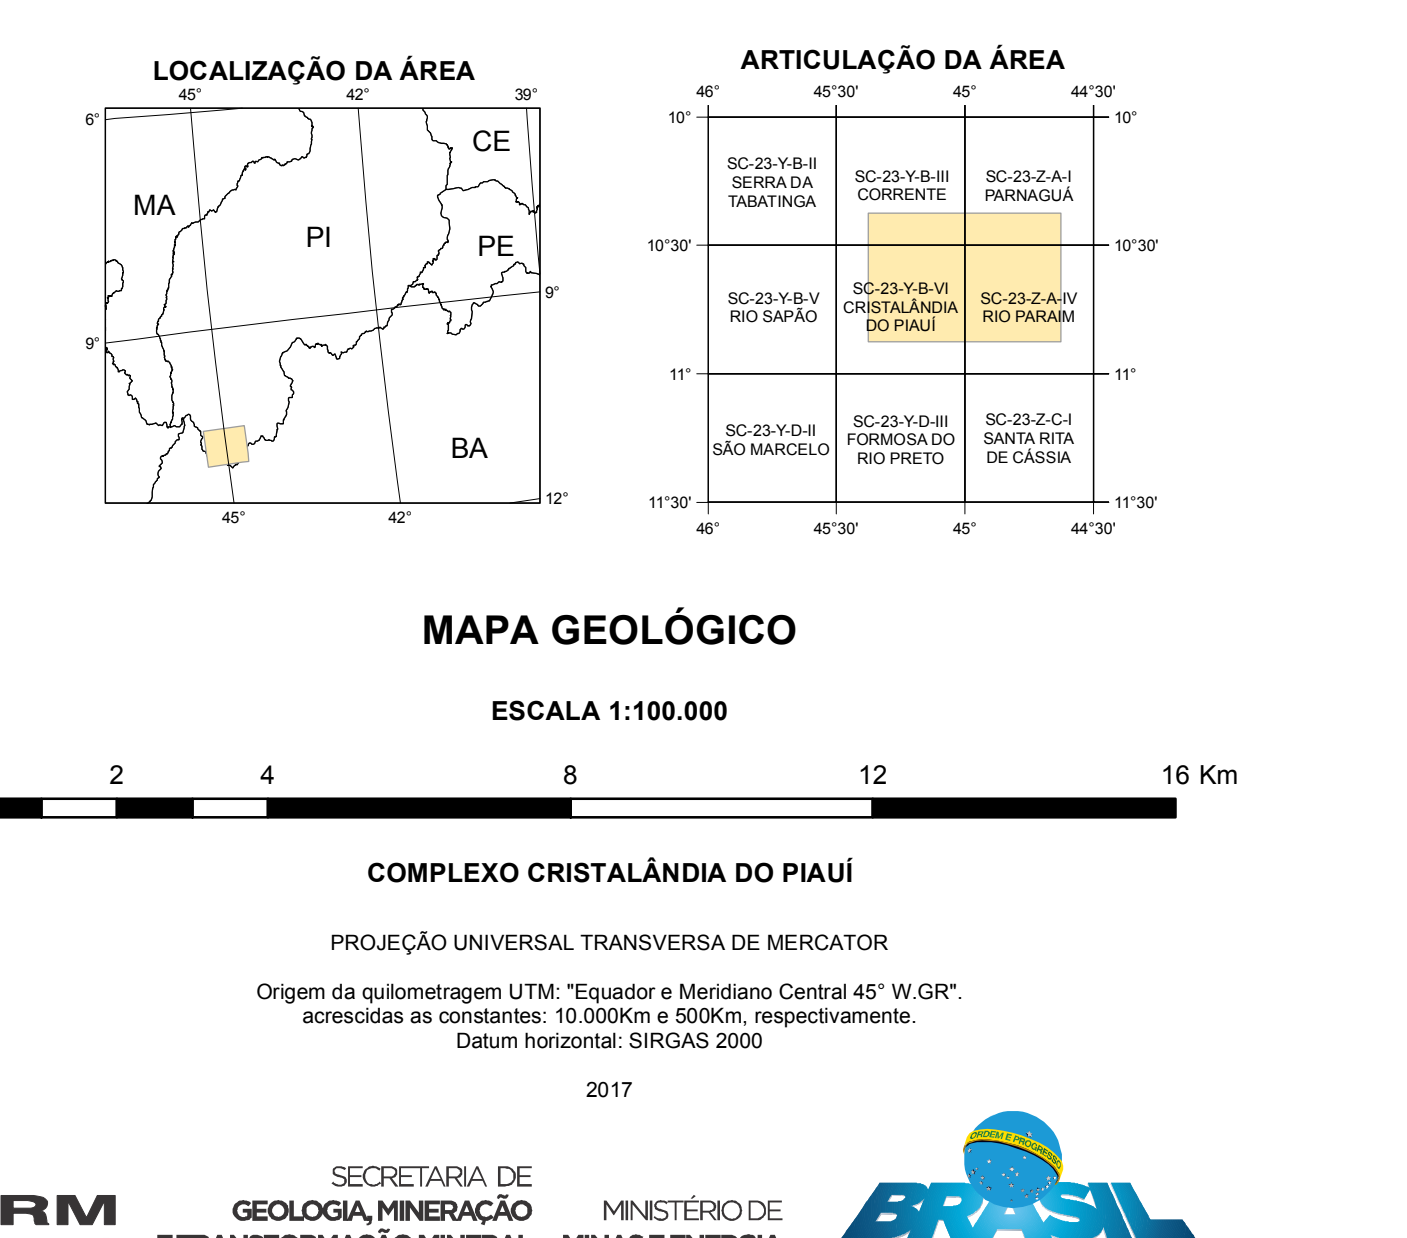 LOCALIZAÇÃO DA ÁREA
45° 42° 39°
6°
CE
MA
PI
PE
9°
9°
BA
12°
45° 42°
ARTICULAÇÃO DA ÁREA
46° 45°30' 45° 44°30'
10° 10°
SC-23-Y-B-II
SERRA DA
TABATINGA
SC-23-Y-B-III
CORRENTE
SC-23-Z-A-I
PARNAGUÁ
10°30' 10°30'
SC-23-Y-B-V
RIO SAPÃO
SC-23-Y-B-VI
CRISTALÂNDIA
DO PIAUÍ
SC-23-Z-A-IV
RIO PARAIM
11° 11°
SC-23-Y-D-II
SÃO MARCELO
SC-23-Y-D-III
FORMOSA DO
RIO PRETO
SC-23-Z-C-I
SANTA RITA
DE CÁSSIA
11°30' 11°30'
46° 45°30' 45° 44°30'
MAPA GEOLÓGICO
ESCALA 1:100.000
2 4 8 12 16 Km
COMPLEXO CRISTALÂNDIA DO PIAUÍ
PROJEÇÃO UNIVERSAL TRANSVERSA DE MERCATOR
Origem da quilometragem UTM: "Equador e Meridiano Central 45° W.GR".
acrescidas as constantes: 10.000Km e 500Km, respectivamente.
Datum horizontal: SIRGAS 2000
2017
RM
SECRETARIA DE
GEOLOGIA, MINERAÇÃO
E TRANSFORMAÇÃO MINERAL
MINISTÉRIO DE
MINAS E ENERGIA
ORDEM E PROGRESSO
BRASIL